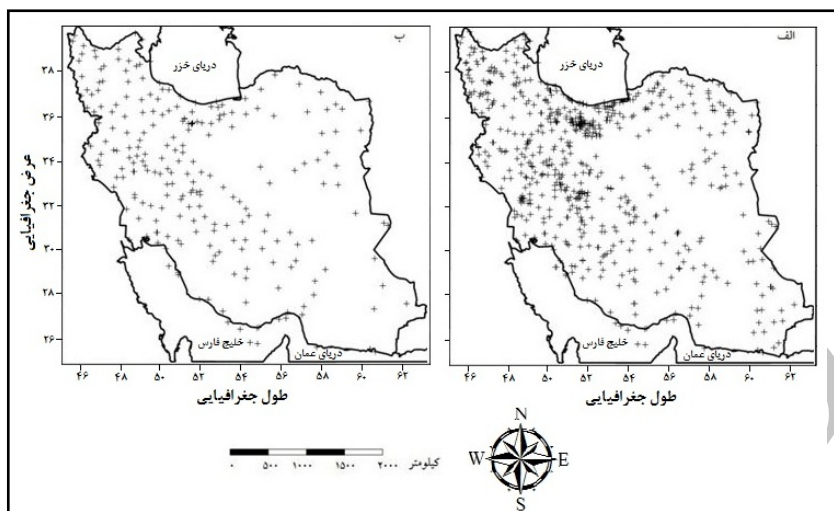 الف
دریای خزر
خلیج فارس
دریای عمان
۴۶ ۴۸ ۵۰ ۵۲ ۵۴ ۵۶ ۵۸ ۶۰ ۶۲
طول جغرافیایی
ب
دریای خزر
۳۸
۳۶
۳۴
۳۲
۳۰
۲۸
۲۶
عرض جغرافیایی
خلیج فارس
دریای عمان
۴۶ ۴۸ ۵۰ ۵۲ ۵۴ ۵۶ ۵۸ ۶۰ ۶۲
طول جغرافیایی
N
W E
S
۰ ۵۰۰ ۱۰۰۰ ۱۵۰۰ ۲۰۰۰ کیلومتر